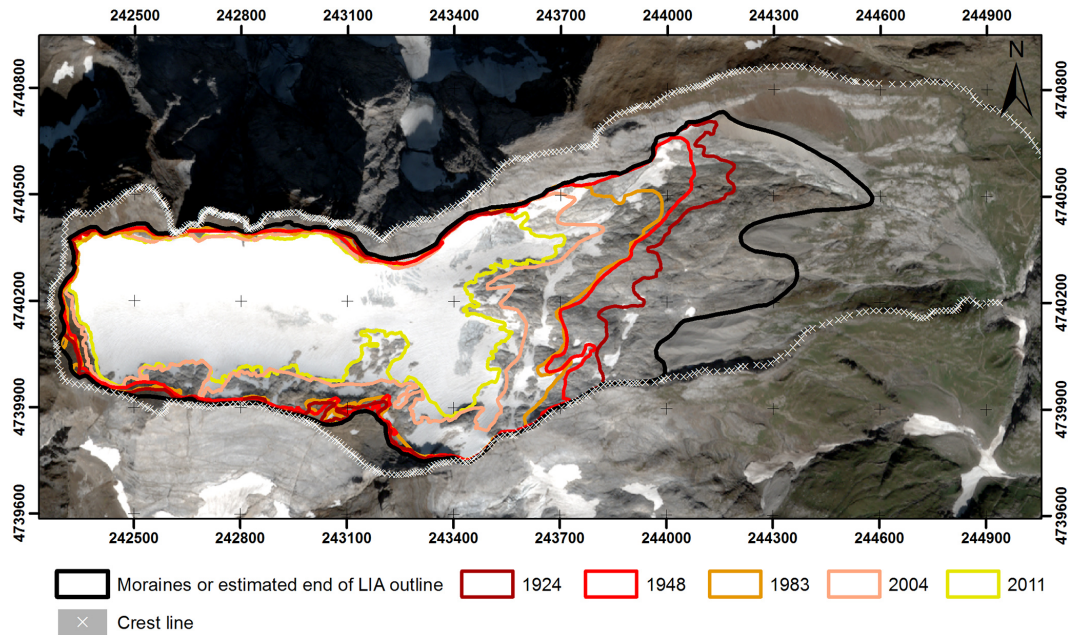 242500 242800 243100 243400 243700 244000 244300 244600 244900
N
4740800 4740800
4740500 4740500
4740200 4740200
4739900 4739900
4739600 4739600
242500 242800 243100 243400 243700 244000 244300 244600 244900
Moraines or estimated end of LIA outline 1924 1948 1983 2004 2011
Crest line